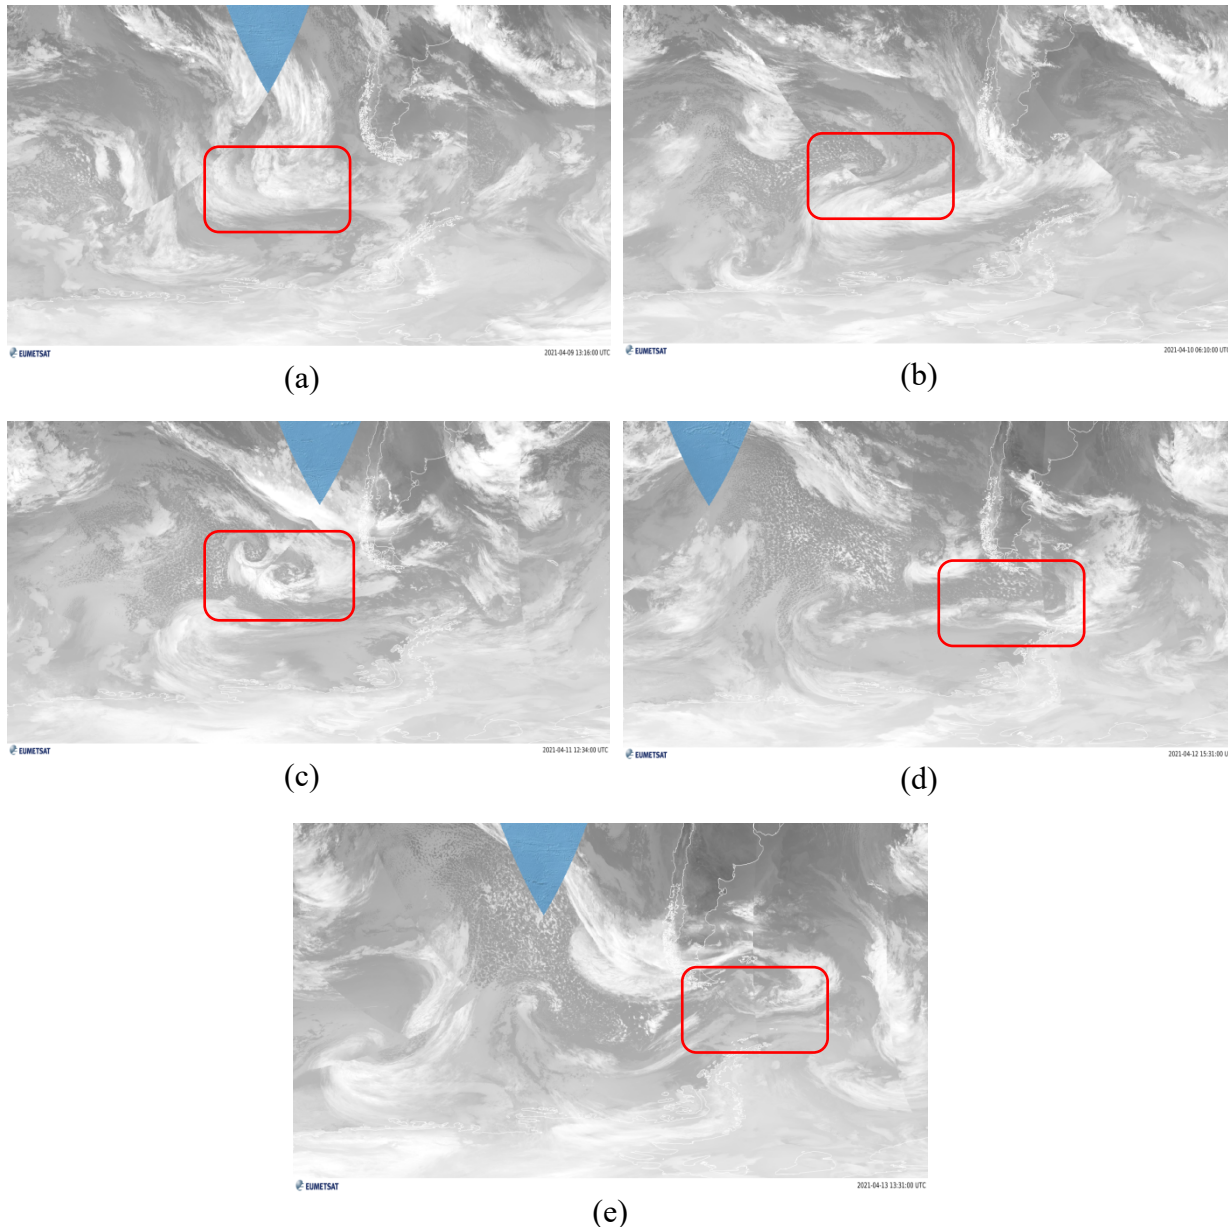 EUMETSAT
2021-04-09 13:16:00 UTC
(a)
EUMETSAT
2021-04-10 06:10:00 UT
(b)
EUMETSAT
2021-04-11 12:34:00 UTC
(c)
EUMETSAT
2021-04-12 15:31:00 U
(d)
EUMETSAT
2021-04-13 13:31:00 UTC
(e)